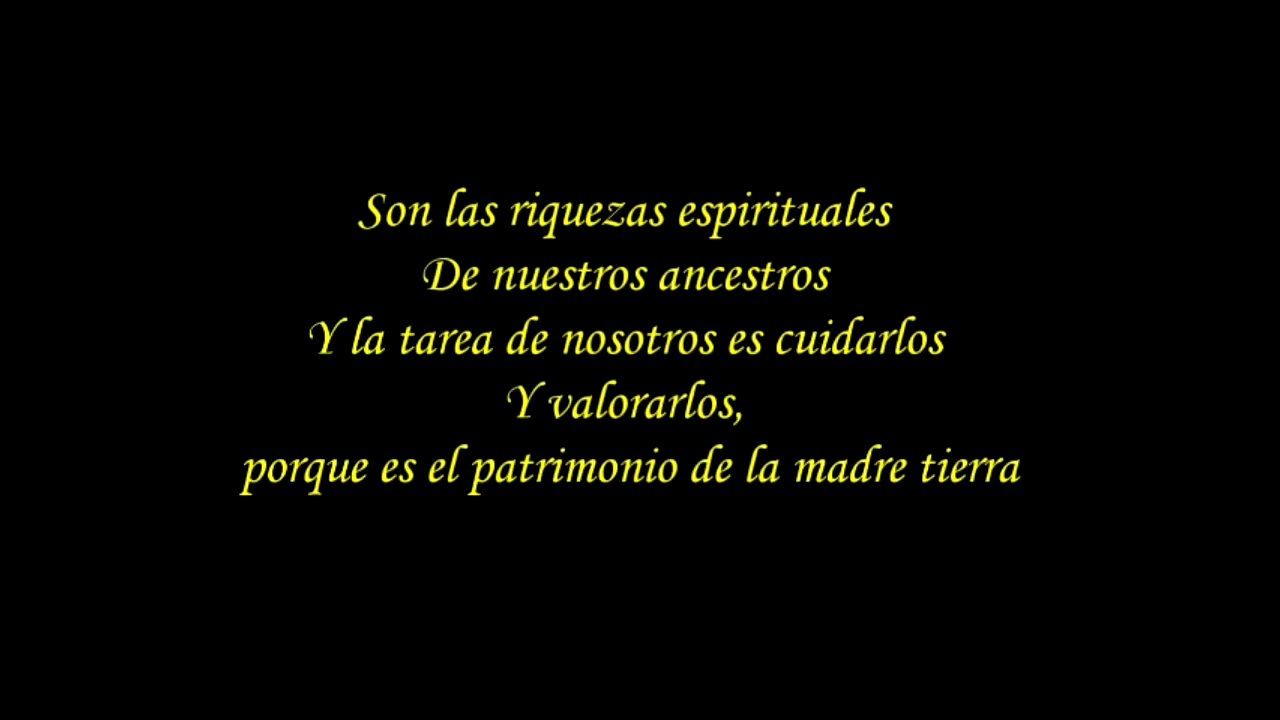 Son las riquezas espirituales
De nuestros ancestros
Y la tarea de nosotros es cuidarlos
Y valorarlos,
porque es el patrimonio de la madre tierra